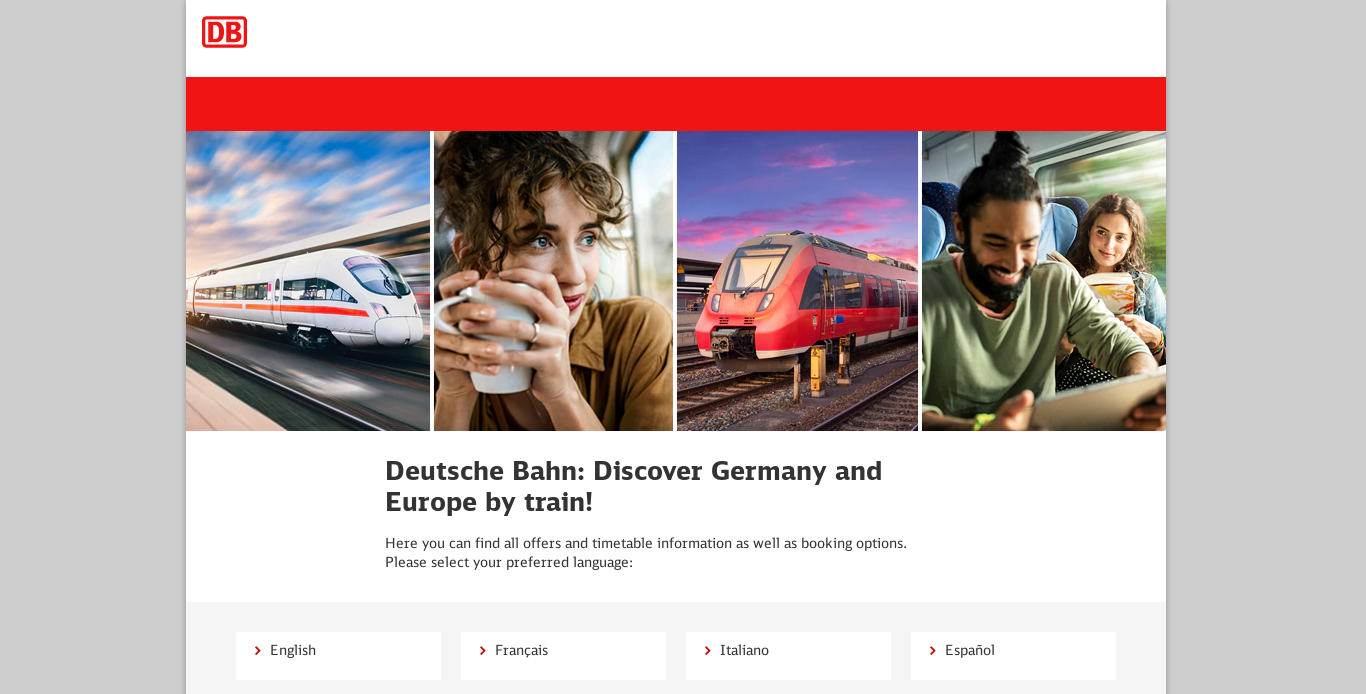 DB
Deutsche Bahn: Discover Germany and
Europe by train!
Here you can find all offers and timetable information as well as booking options.
Please select your preferred language:
English
Français
Italiano
Español